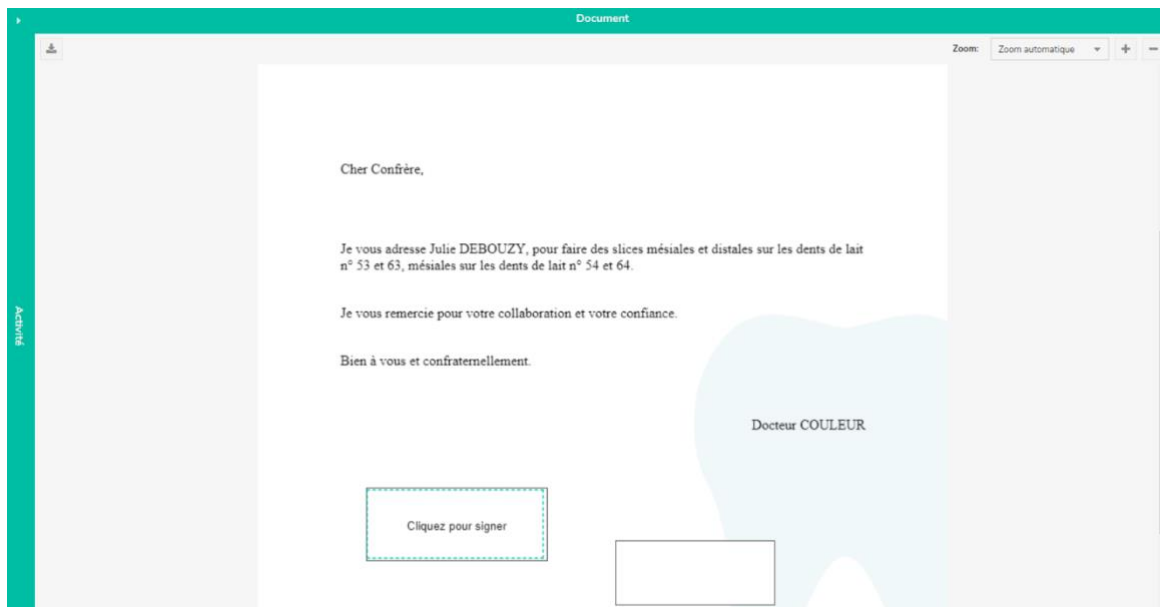 Document
Zoom: Zoom automatique
Cher Confrère,
Je vous adresse Julie DEBOUZY, pour faire des slices mésiales et distales sur les dents de lait
n° 53 et 63, mésiales sur les dents de lait n° 54 et 64.
Activité
Je vous remercie pour votre collaboration et votre confiance.
Bien à vous et confraternellement.
Docteur COULEUR
Cliquez pour signer